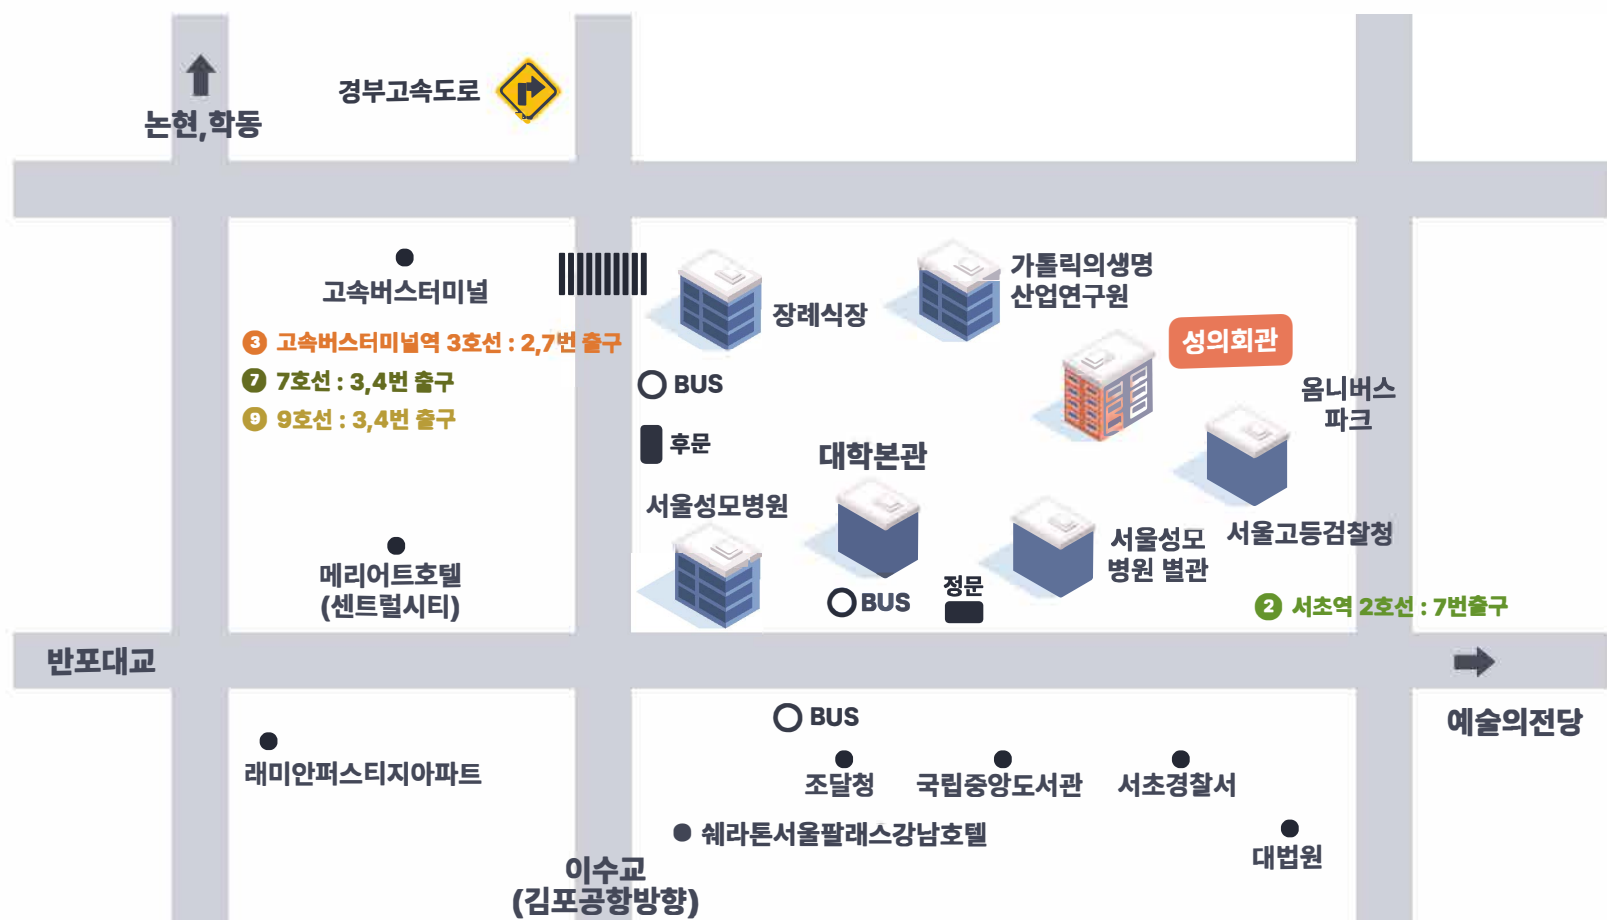 경부고속도로
논현,학동
고속버스터미널
장례식장
가톨릭의생명
산업연구원
성의회관
3 고속버스터미널역 3호선 : 2,7번 출구
7 7호선 : 3,4번 출구
9 9호선 : 3,4번 출구
BUS
옴니버스
파크
후문
대학본관
서울성모병원
서울성모
병원 별관
서울고등검찰청
메리어트호텔
(센트럴시티)
BUS
정문
2 서초역 2호선 : 7번출구
반포대교
예술의전당
BUS
래미안퍼스티지아파트
조달청
국립중앙도서관
서초경찰서
쉐라톤서울팔래스강남호텔
대법원
이수교
(김포공항방향)